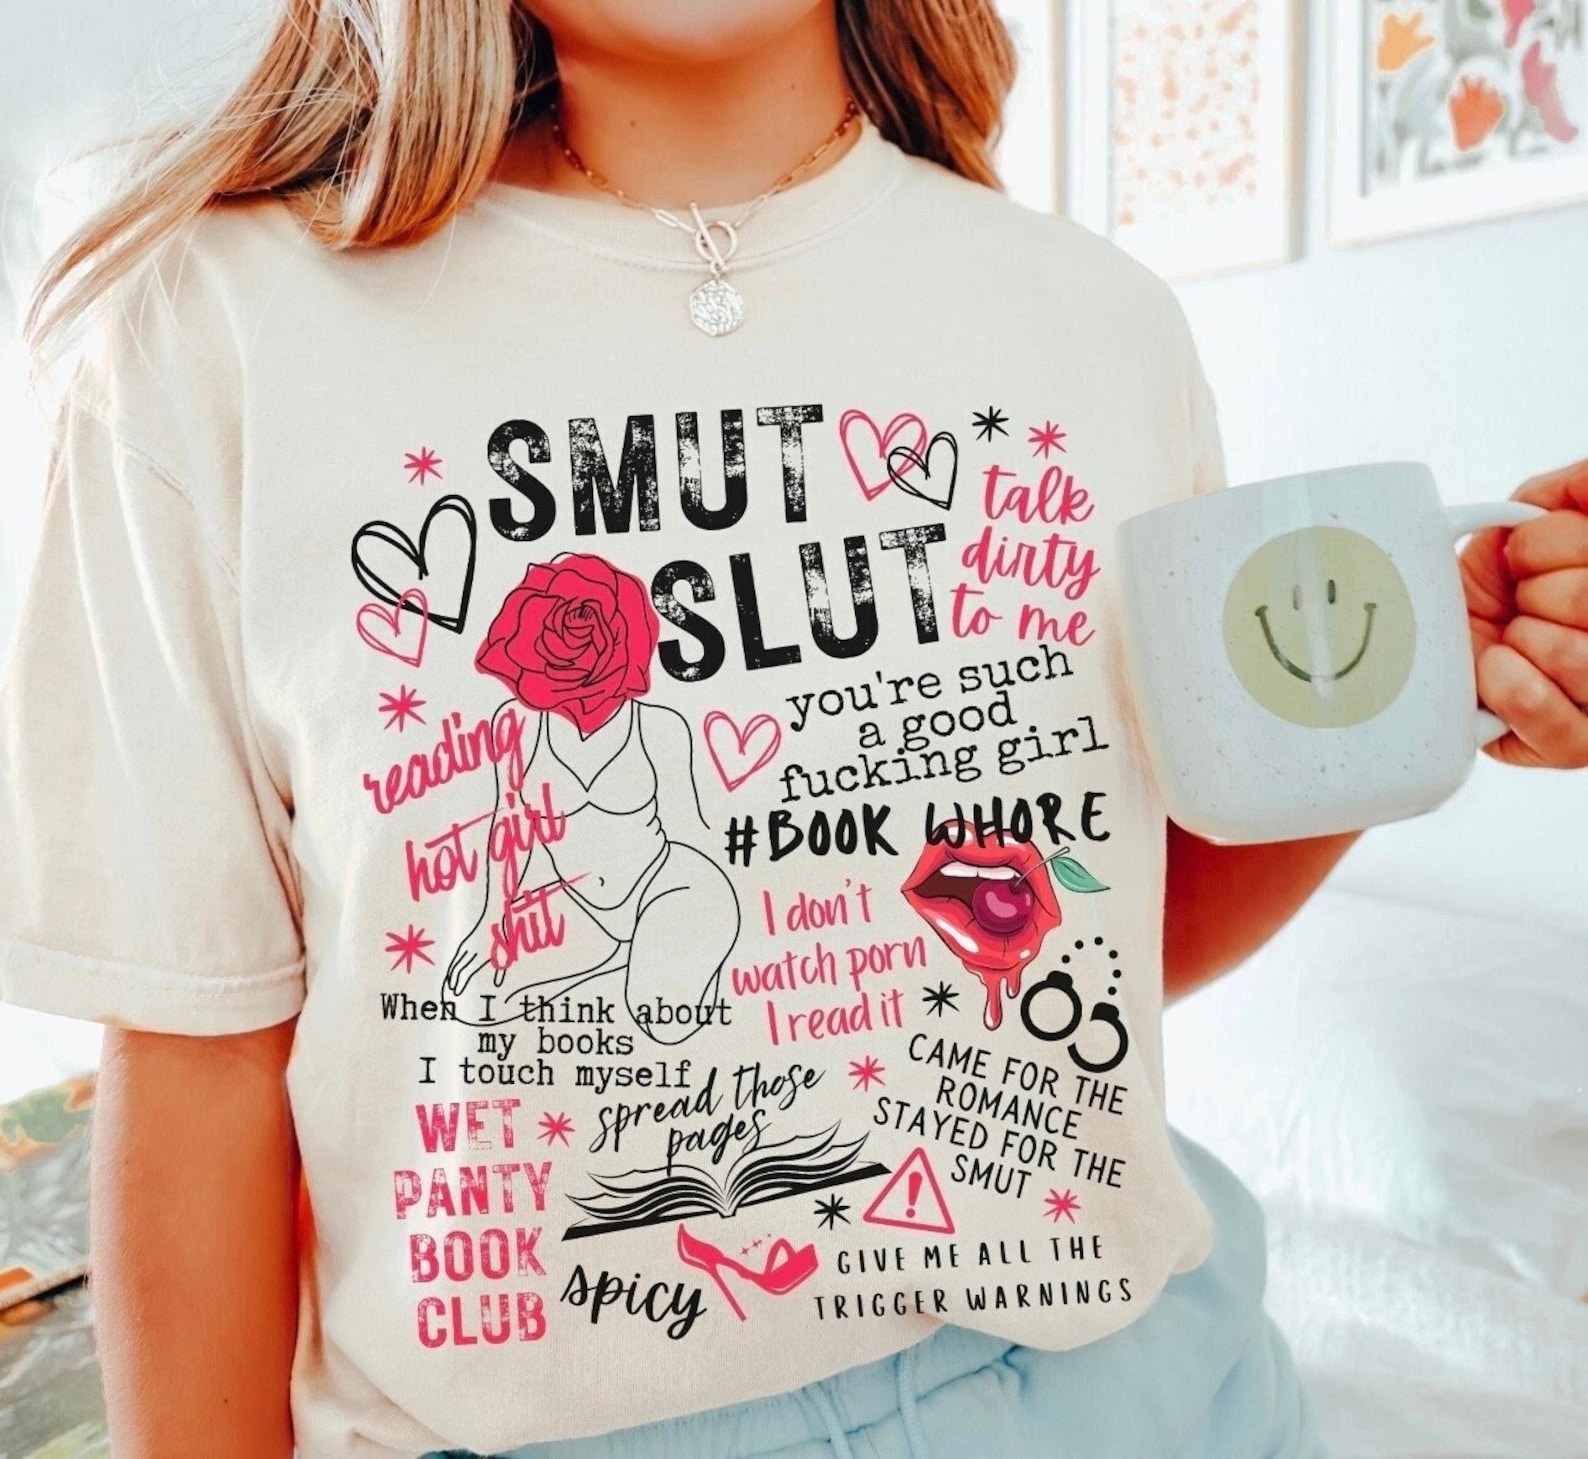 SMUT
SLUT
talk
dirty
to me
you're such
a good
fucking girl
#BOOK WHORE
reading
hot girl
shit
I don't
watch porn
I read it
When I think about
my books
I touch myself
CAME FOR THE
ROMANCE
STAYED FOR THE
SMUT
WET
PANTY
BOOK
CLUB
spread those
pages
spicy
GIVE ME ALL THE
TRIGGER WARNINGS